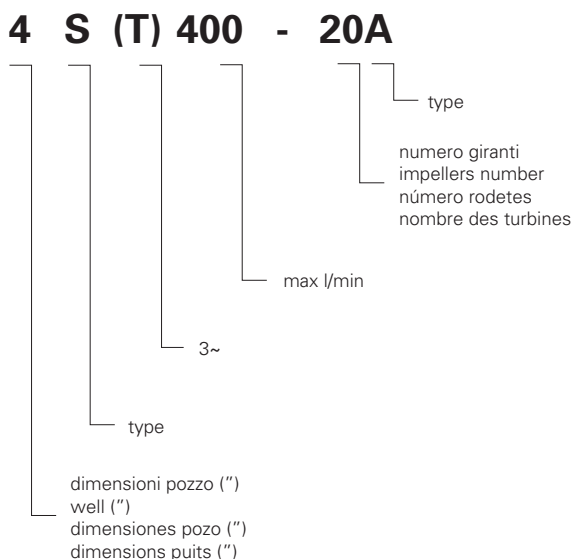 4 S (T) 400 - 20A
type
numero giranti
impellers number
número rodetes
nombre des turbines
max l/min
3~
type
dimensioni pozzo (”)
well (”)
dimensiones pozo (”)
dimensions puits (”)